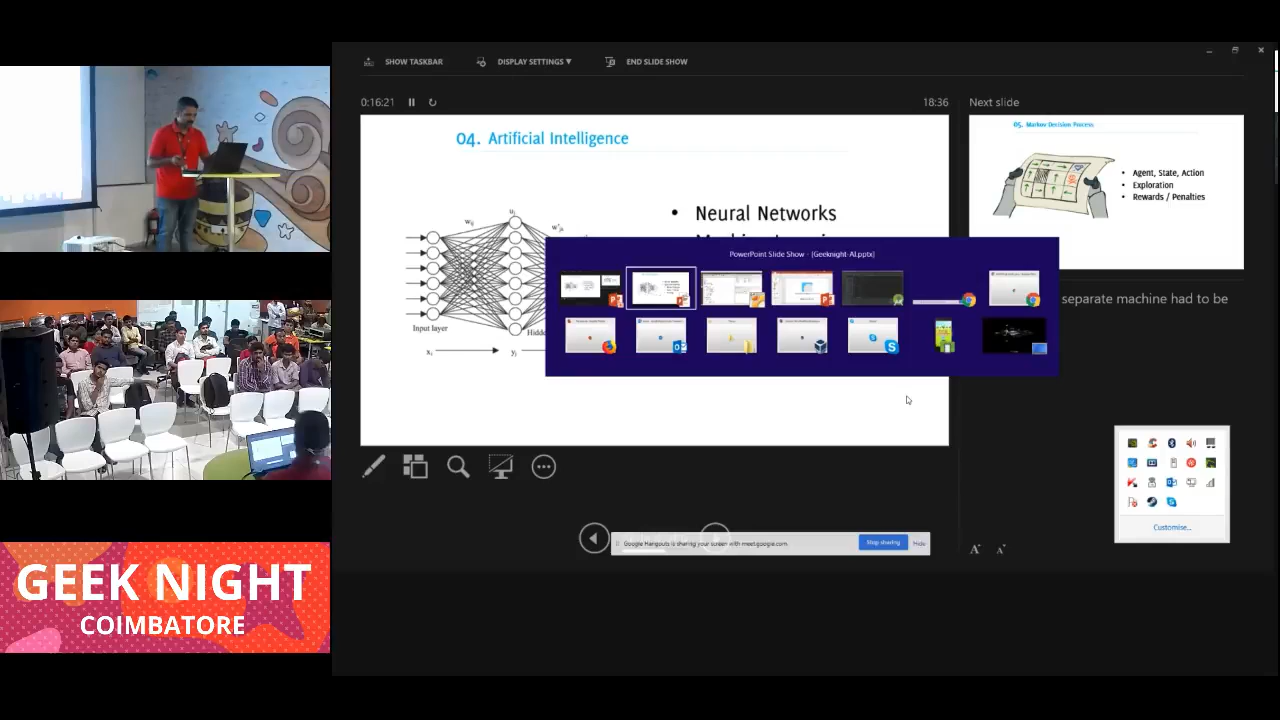 SHOW TASKBAR
DISPLAY SETTINGS ▼
END SLIDE SHOW
0:16:21
18:36
Next slide
04. Artificial Intelligence
Neural Networks
Input layer
05. Markov Decision Process
Agent, State, Action
Exploration
Rewards / Penalties
PowerPoint Slide Show - [Geeknight-AI.pptx]
separate machine had to be
Customise...
Google Hangouts is sharing your screen with meet.google.com.
Stop sharing
Hide
GEEK NIGHT
COIMBATORE